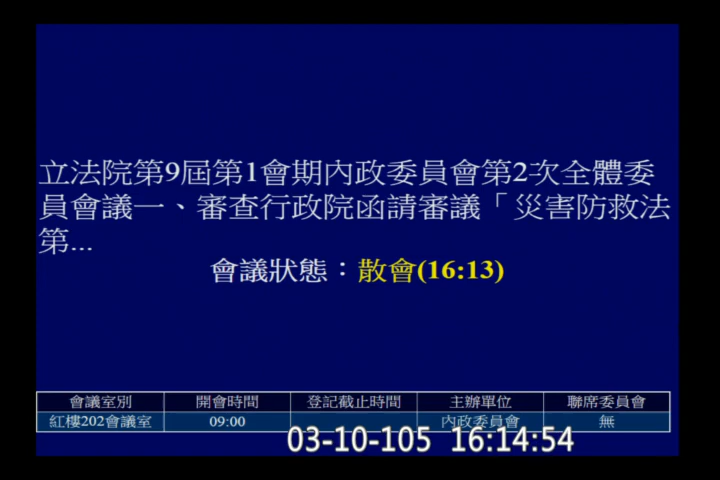 立法院第9屆第1會期內政委員會第2次全體委
員會議一、審查行政院函請審議「災害防救法
第...
會議狀態：散會(16:13)
會議室別 開會時間 登記截止時間 主辦單位 聯席委員會
紅樓202會議室 09:00 內政委員會 無
03-10-105 16:14:54